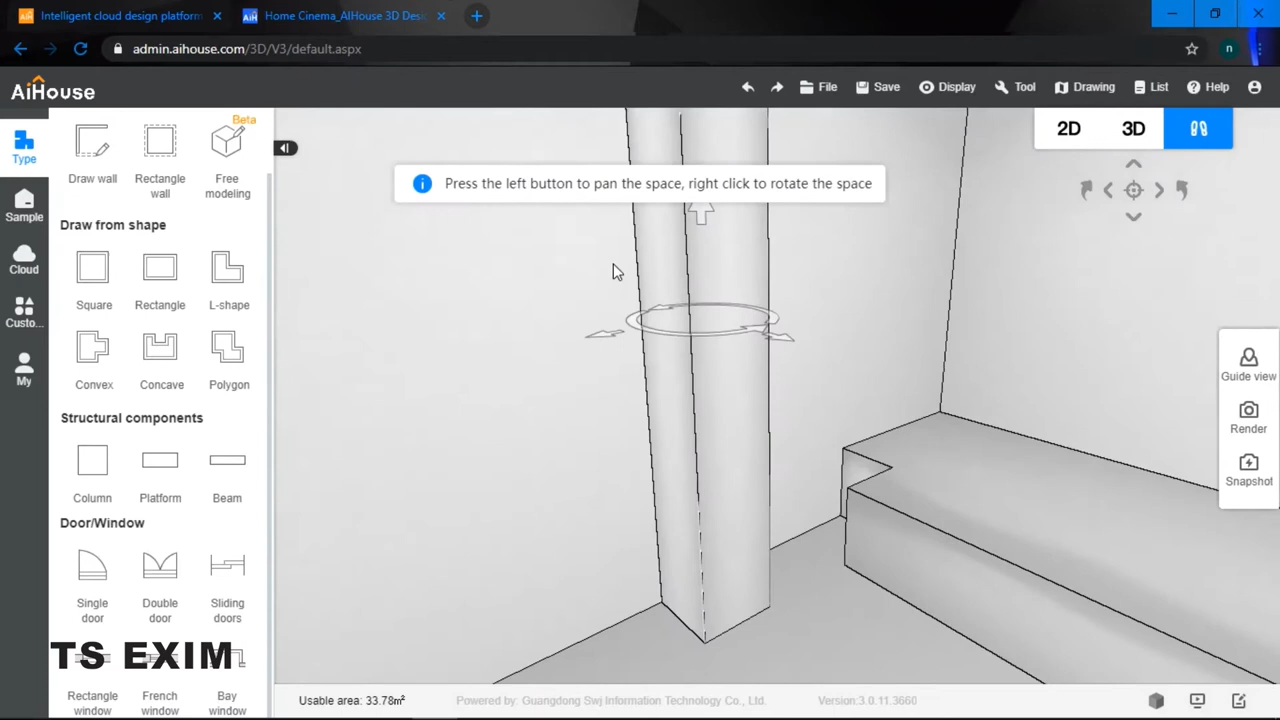 Intelligent cloud design platform
Home Cinema_AIHouse 3D Des
admin.aihouse.com/3D/V3/default.aspx
n
AiHouse
File
Save
Display
Tool
Drawing
List
Help
Type
Sample
Cloud
Custo...
My
Beta
Draw wall
Rectangle wall
Free modeling
Draw from shape
Square
Rectangle
L-shape
Convex
Concave
Polygon
Structural components
Column
Platform
Beam
Door/Window
Single door
Double door
Sliding doors
TS EXIM
Rectangle window
French window
Bay window
Press the left button to pan the space, right click to rotate the space
2D
3D
Guide view
Render
Snapshot
Usable area: 33.78m²
Powered by: Guangdong Swj Information Technology Co., Ltd.
Version:3.0.11.3660